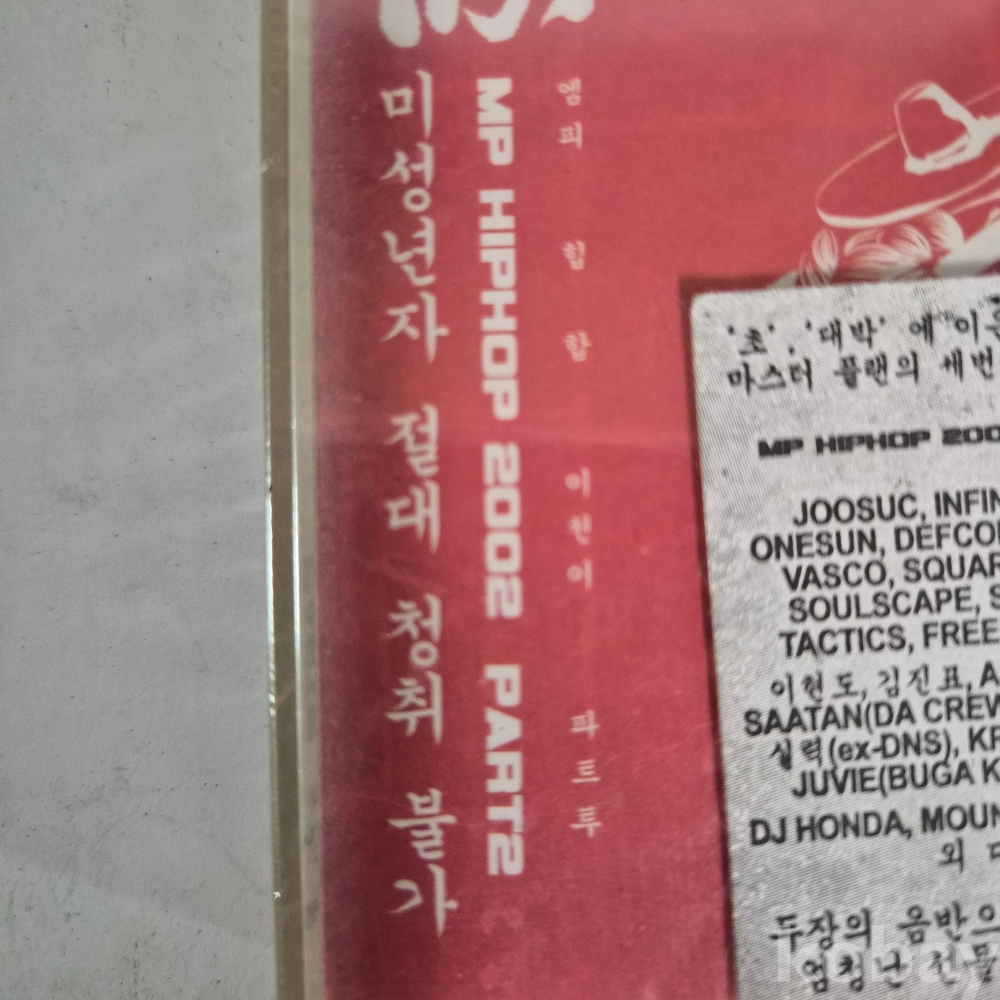 미성년자 절대 청취 불가
MP HIPHOP 2002 PART2
엠피 힙합 이천이 파트투
'초', '대박' 에 이
마스터 플랜의 세번
MP HIPHOP 200
JOOSUC, INFIN
ONESUN, DEFCO
VASCO, SQUAR
SOULSCAPE, S
TACTICS, FREE
이현도, 김진표, A
SAATAN(DA CREW
실력(ex-DNS), KR
JUVIE(BUGA K
DJ HONDA, MOUN
외
두장의 음반으
엄청난 전들